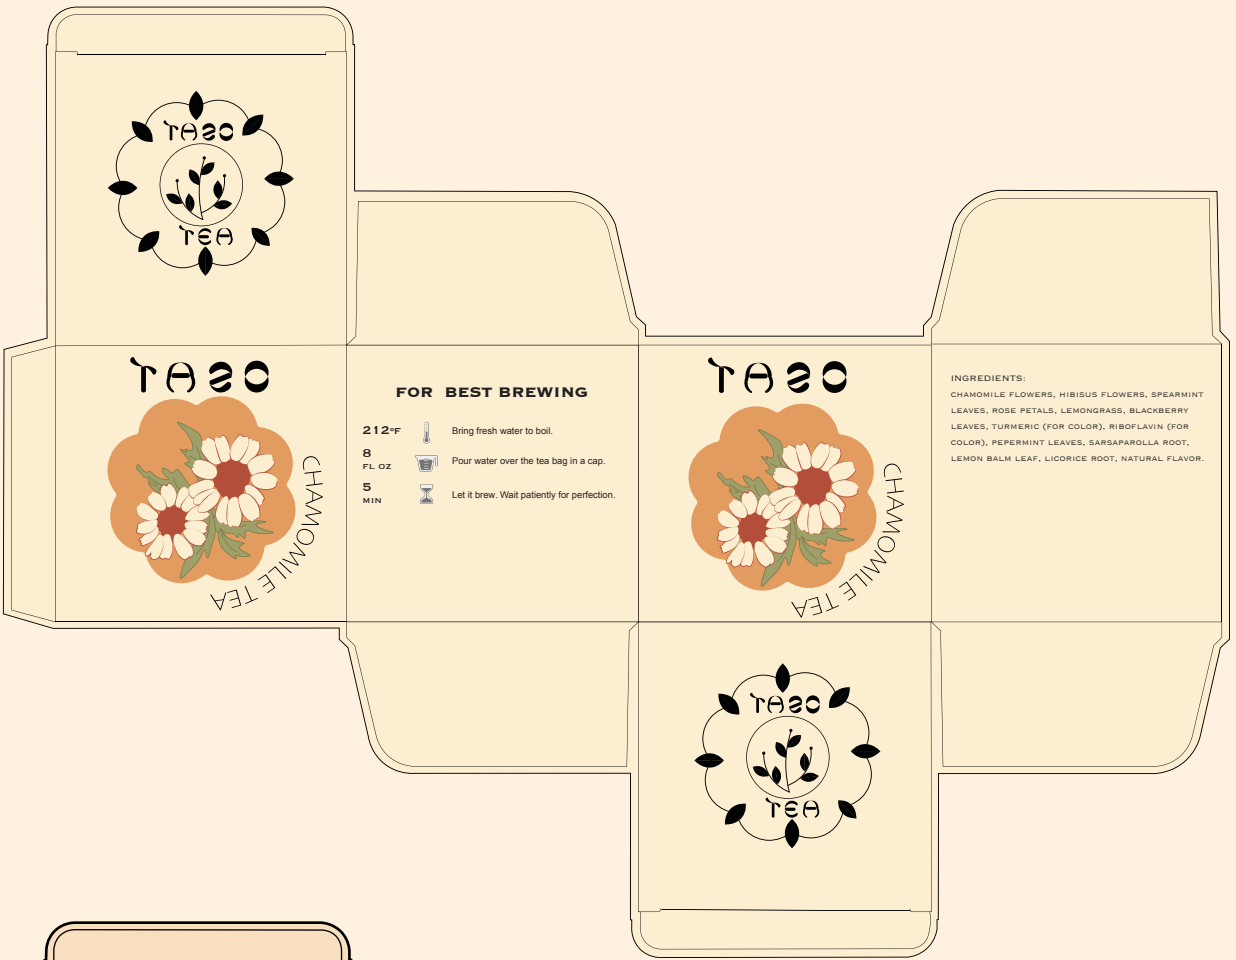 TASO
TEA
TASO
CHAMOMILE TEA
FOR BEST BREWING
212°F Bring fresh water to boil.
8 FL OZ Pour water over the tea bag in a cap.
5 MIN Let it brew. Wait patiently for perfection.
TASO
CHAMOMILE TEA
INGREDIENTS:
CHAMOMILE FLOWERS, HIBISUS FLOWERS, SPEARMINT
LEAVES, ROSE PETALS, LEMONGRASS, BLACKBERRY
LEAVES, TURMERIC (FOR COLOR), RIBOFLAVIN (FOR
COLOR), PEPERMINT LEAVES, SARSAPAROLLA ROOT,
LEMON BALM LEAF, LICORICE ROOT, NATURAL FLAVOR.
TASO
TEA